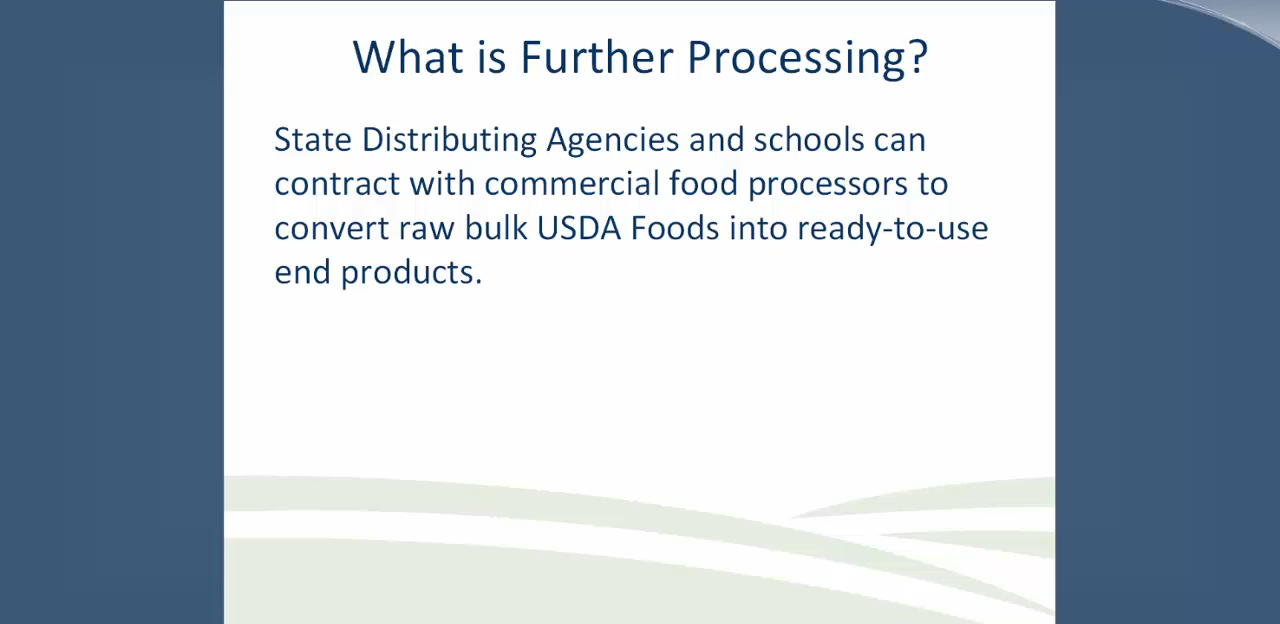 What is Further Processing?
State Distributing Agencies and schools can
contract with commercial food processors to
convert raw bulk USDA Foods into ready-to-use
end products.